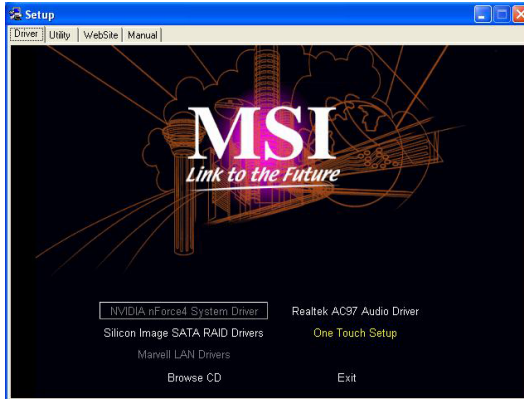 Setup
Driver Utility WebSite Manual
MSI
Link to the Future
NVIDIA nForce4 System Driver
Realtek AC97 Audio Driver
Silicon Image SATA RAID Drivers
One Touch Setup
Marvell LAN Drivers
Browse CD
Exit